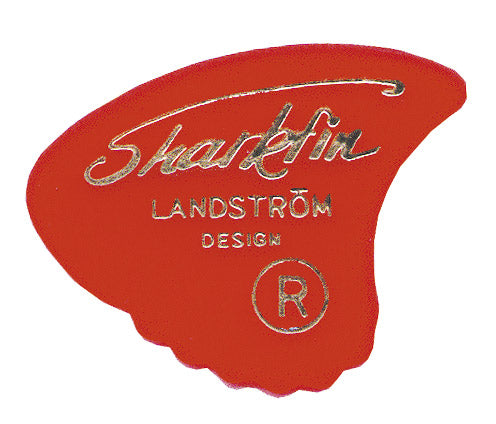 Sharkfin
LANDSTRÖM
DESIGN
®